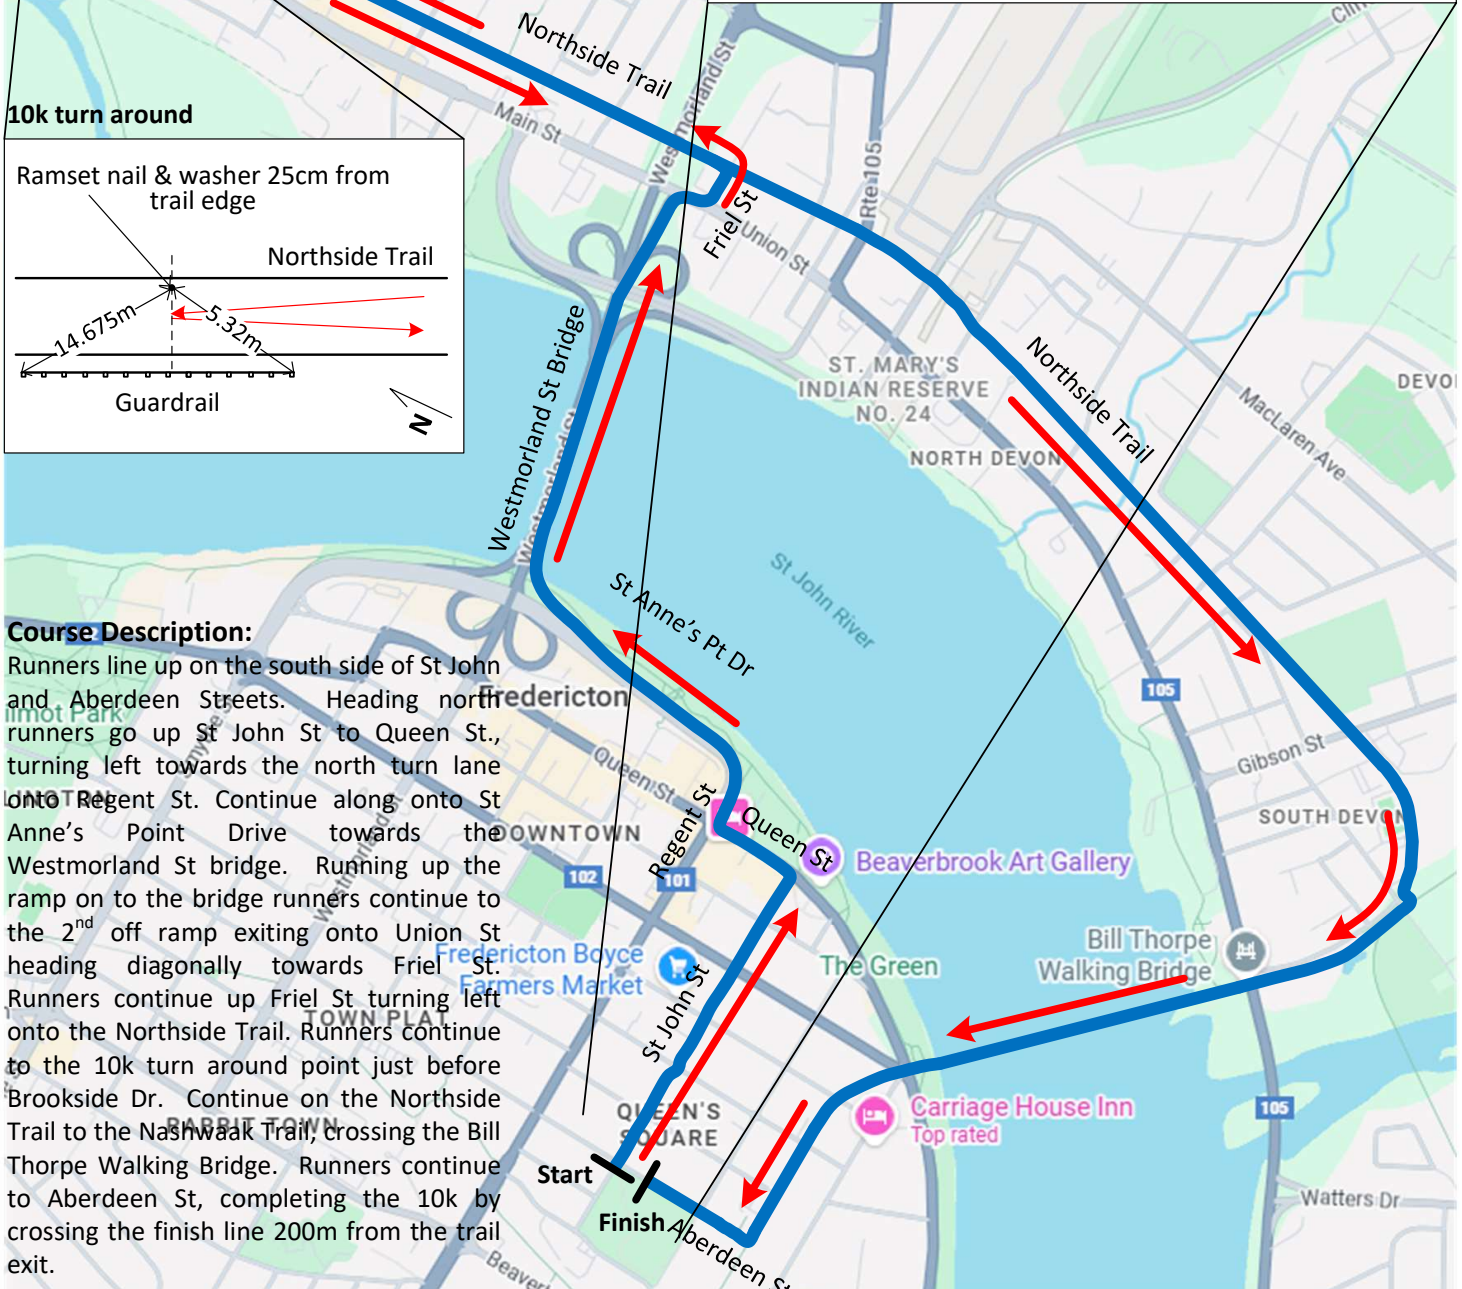 Northside Trail
Westmorland St
Main St
Clin
10k turn around
Ramset nail & washer 25cm from
trail edge
Northside Trail
14.675m
5.32m
Guardrail
N
Rte 105
Friel St
Union St
Westmorland St Bridge
Westmorland St
ST. MARY'S
INDIAN RESERVE
NO. 24
Northside Trail
DEVO
MacLaren Ave
NORTH DEVON
St John River
St Anne's Pt Dr
105
Fredericton
Gibson St
Queen St
Regent St
Queen St
SOUTH DEVON
DOWNTOWN
Beaverbrook Art Gallery
102
101
Course Description:
Runners line up on the south side of St John
and Aberdeen Streets. Heading north
runners go up St John St to Queen St.,
turning left towards the north turn lane
onto Regent St. Continue along onto St
Anne's Point Drive towards the
Westmorland St bridge. Running up the
ramp on to the bridge runners continue to
the 2nd off ramp exiting onto Union St
heading diagonally towards Friel St.
Runners continue up Friel St turning left
onto the Northside Trail. Runners continue
to the 10k turn around point just before
Brookside Dr. Continue on the Northside
Trail to the Nashwaak Trail, crossing the Bill
Thorpe Walking Bridge. Runners continue
to Aberdeen St, completing the 10k by
crossing the finish line 200m from the trail
exit.
ilmot Park
Westmorland St
TOWN PLAT
RABBIT TOWN
Fredericton Boyce
Farmers Market
The Green
Bill Thorpe
Walking Bridge
St John St
QUEEN'S
SQUARE
Carriage House Inn
Top rated
105
Start
Finish
Aberdeen St
Watters Dr
Beaver